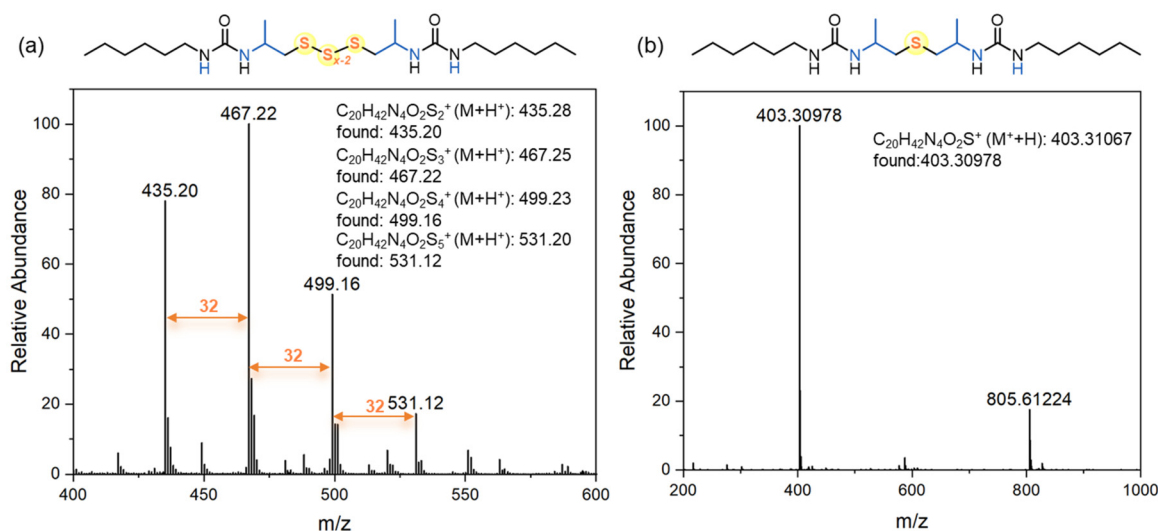 (a)
O
O
N
H
N
H
S
S
x-2
S
N
H
N
H
C20H42N4O2S2+ (M+H+): 435.28
found: 435.20
C20H42N4O2S3+ (M+H+): 467.25
found: 467.22
C20H42N4O2S4+ (M+H+): 499.23
found: 499.16
C20H42N4O2S5+ (M+H+): 531.20
found: 531.12
467.22
435.20
499.16
531.12
32
32
32
Relative Abundance
100
80
60
40
20
0
400
450
500
550
600
m/z
(b)
O
O
N
H
N
H
S
N
H
N
H
403.30978
C20H42N4O2S+ (M++H): 403.31067
found:403.30978
805.61224
Relative Abundance
100
80
60
40
20
0
200
400
600
800
1000
m/z